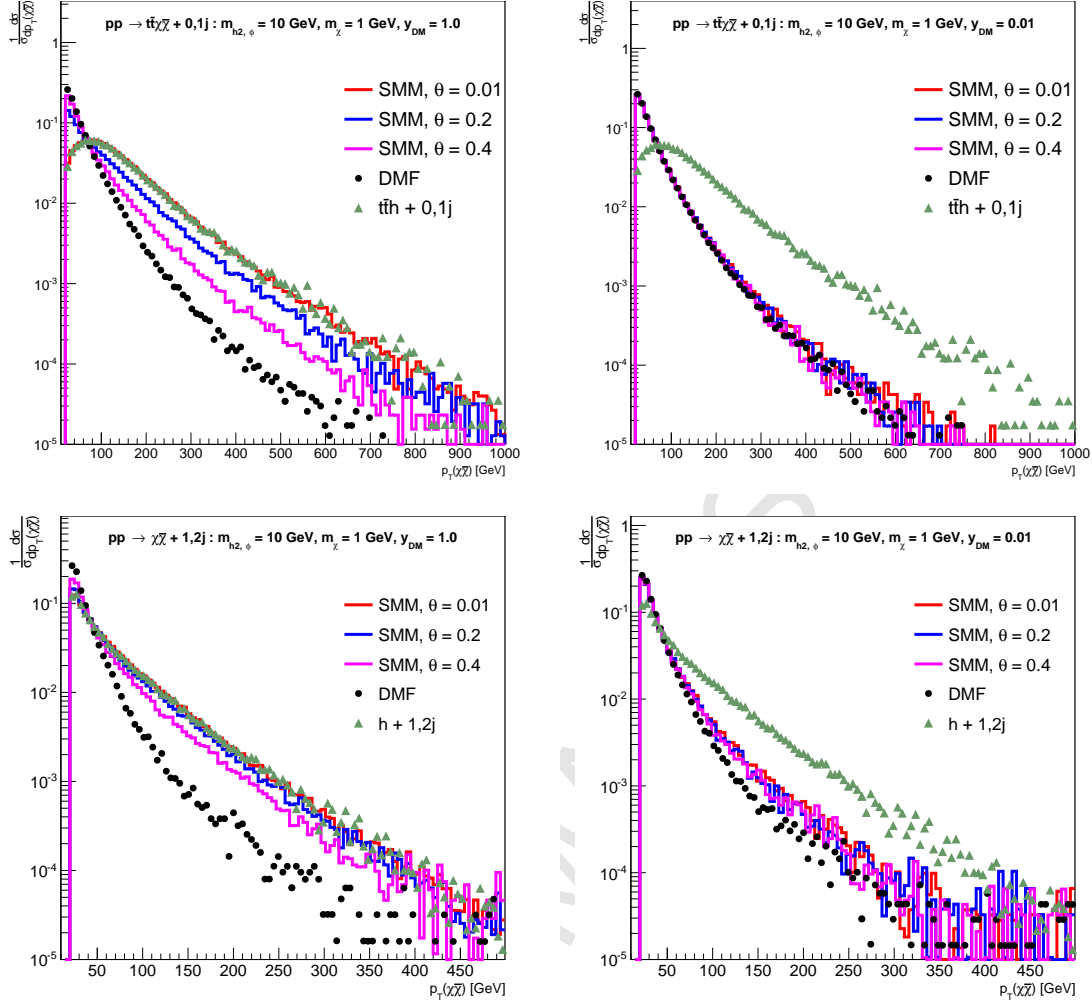 1/σ dσ/dp_T(χχ̄)
pp → tt̄χχ̄ + 0,1j : m_h2, ϕ = 10 GeV, m_χ = 1 GeV, y_DM = 1.0
SMM, θ = 0.01
SMM, θ = 0.2
SMM, θ = 0.4
DMF
tt̄h + 0,1j
1
10^-1
10^-2
10^-3
10^-4
10^-5
0 100 200 300 400 500 600 700 800 900 1000
p_T(χχ̄) [GeV]
1/σ dσ/dp_T(χχ̄)
pp → tt̄χχ̄ + 0,1j : m_h2, ϕ = 10 GeV, m_χ = 1 GeV, y_DM = 0.01
SMM, θ = 0.01
SMM, θ = 0.2
SMM, θ = 0.4
DMF
tt̄h + 0,1j
1
10^-1
10^-2
10^-3
10^-4
10^-5
100 200 300 400 500 600 700 800 900 1000
p_T(χχ̄) [GeV]
1/σ dσ/dp_T(χχ̄)
pp → χχ̄ + 1,2j : m_h2, ϕ = 10 GeV, m_χ = 1 GeV, y_DM = 1.0
SMM, θ = 0.01
SMM, θ = 0.2
SMM, θ = 0.4
DMF
h + 1,2j
10^-1
10^-2
10^-3
10^-4
10^-5
50 100 150 200 250 300 350 400 450
p_T(χχ̄) [GeV]
1/σ dσ/dp_T(χχ̄)
pp → χχ̄ + 1,2j : m_h2, ϕ = 10 GeV, m_χ = 1 GeV, y_DM = 0.01
SMM, θ = 0.01
SMM, θ = 0.2
SMM, θ = 0.4
DMF
h + 1,2j
1
10^-1
10^-2
10^-3
10^-4
10^-5
50 100 150 200 250 300 350 400 450
p_T(χχ̄) [GeV]